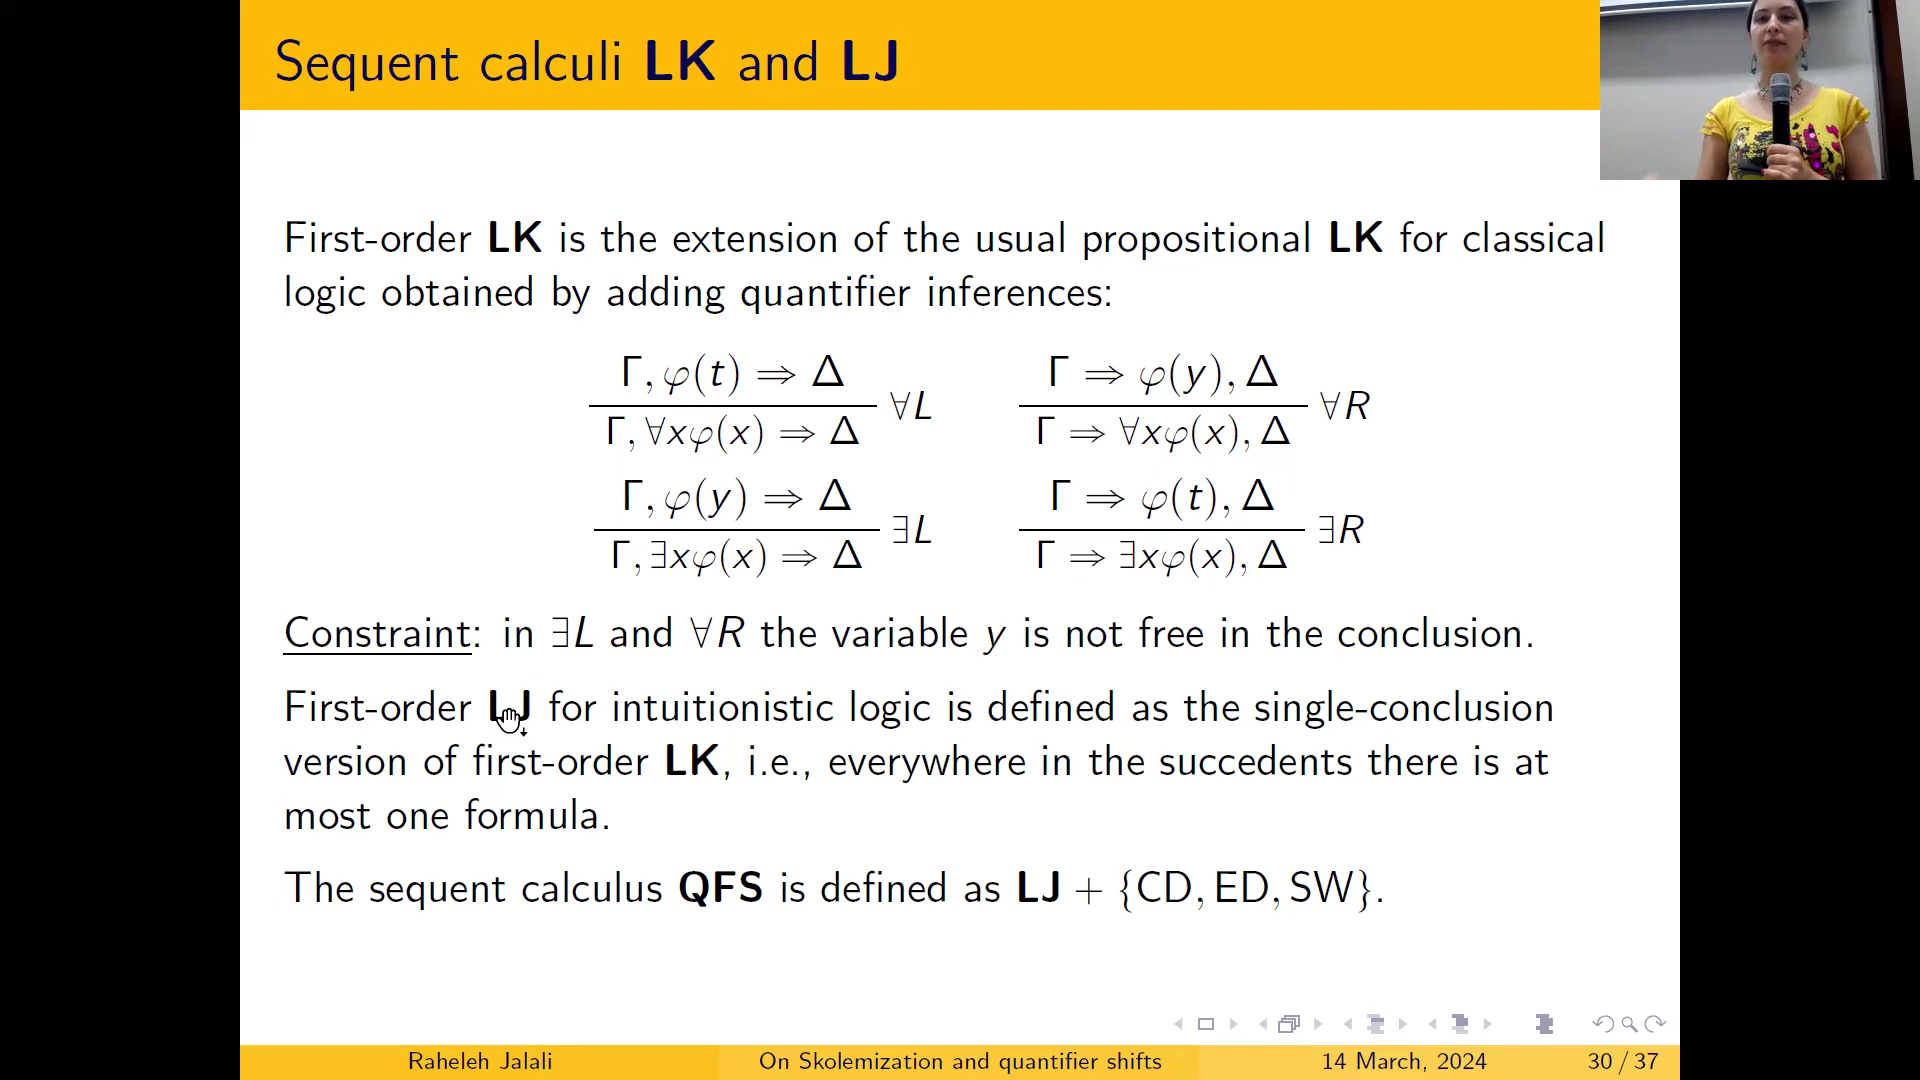 Sequent calculi LK and LJ
First-order LK is the extension of the usual propositional LK for classical
logic obtained by adding quantifier inferences:
Γ, φ(t) ⇒ Δ
Γ, ∀xφ(x) ⇒ Δ
∀L
Γ ⇒ φ(y), Δ
Γ ⇒ ∀xφ(x), Δ
∀R
Γ, φ(y) ⇒ Δ
Γ, ∃xφ(x) ⇒ Δ
∃L
Γ ⇒ φ(t), Δ
Γ ⇒ ∃xφ(x), Δ
∃R
Constraint: in ∃L and ∀R the variable y is not free in the conclusion.
First-order LJ for intuitionistic logic is defined as the single-conclusion
version of first-order LK, i.e., everywhere in the succedents there is at
most one formula.
The sequent calculus QFS is defined as LJ + {CD, ED, SW}.
Raheleh Jalali
On Skolemization and quantifier shifts
14 March, 2024
30 / 37